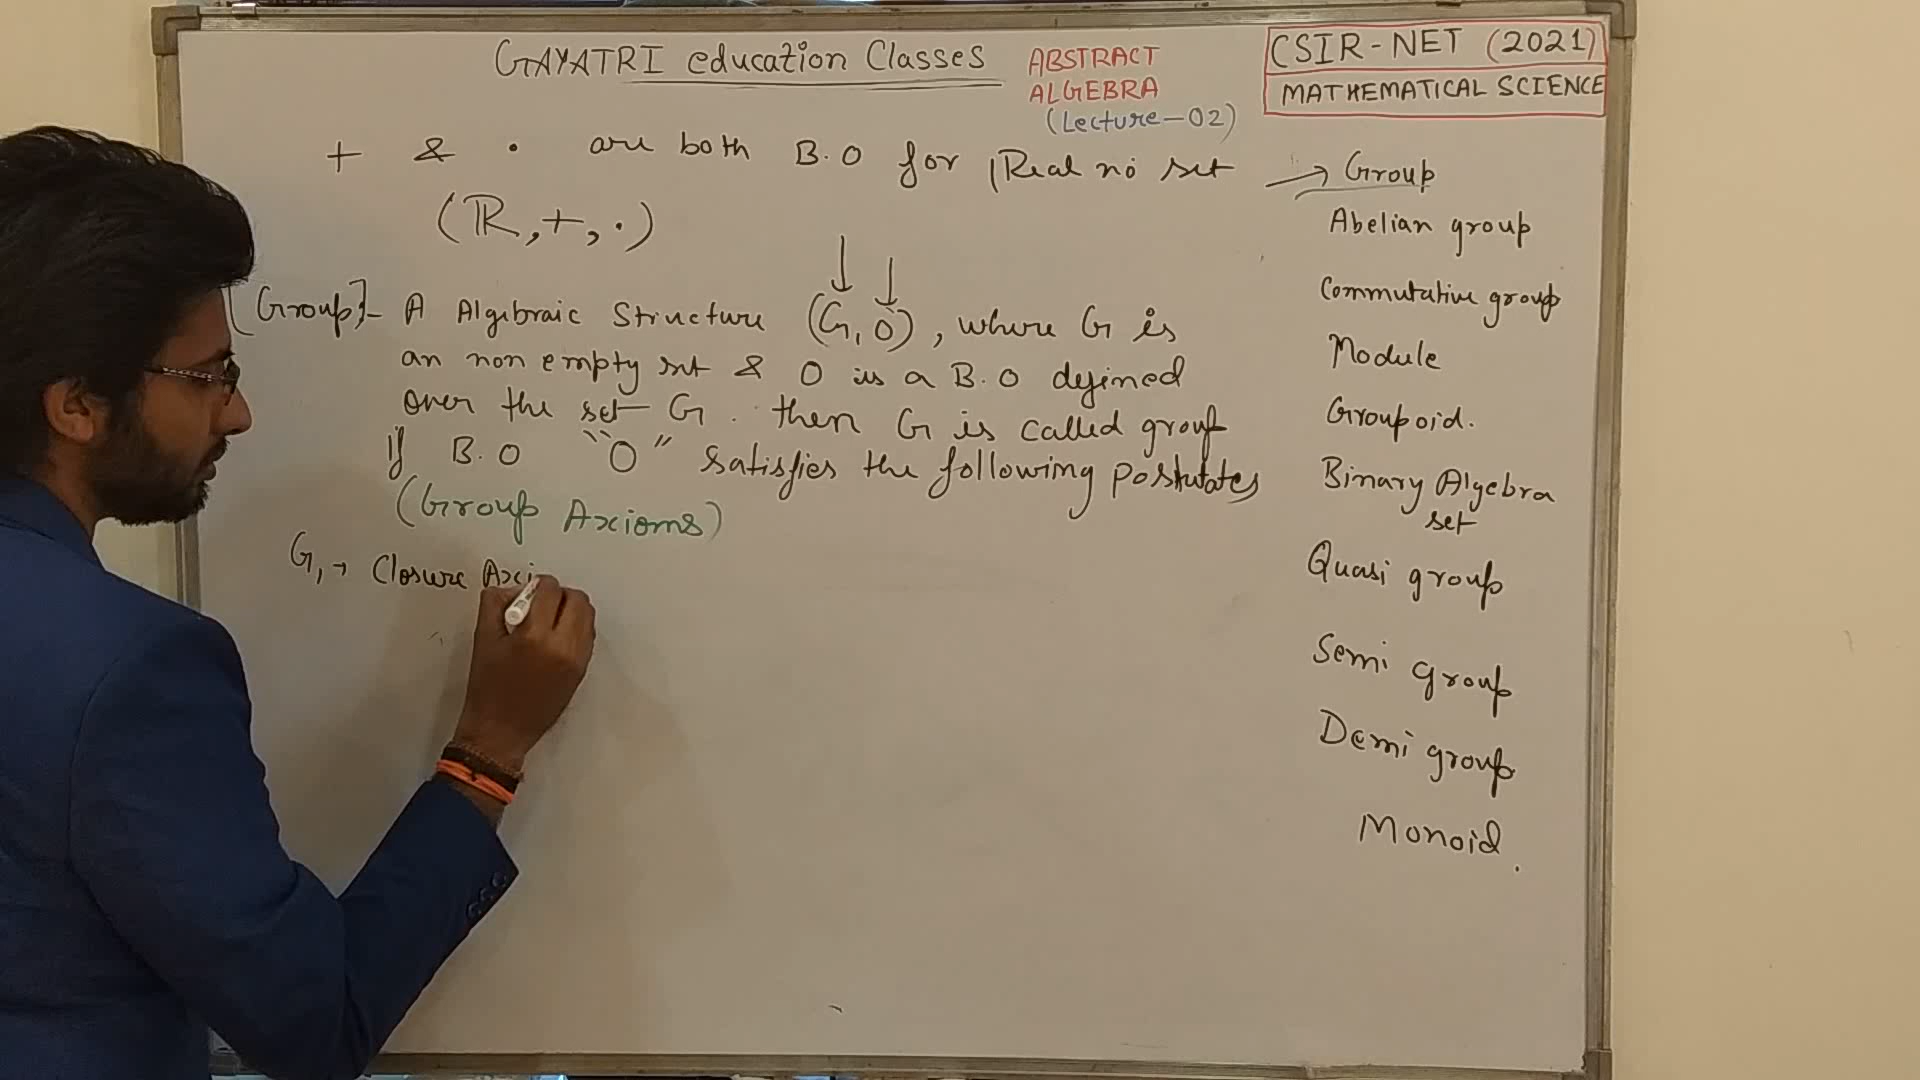 GAYATRI education Classes
ABSTRACT
ALGEBRA
(Lecture-02)
CSIR-NET (2021)
MATHEMATICAL SCIENCE
+ & · are both B.O for Real no set
(ℝ,+,·)
[Group]- A Algebraic Structure (G, O), where G is
an non empty set & O is a B.O defined
over the set G. then G is called group
If B.O "O" satisfies the following postulates
(Group Axioms)
G1 → Closure Axi
→ Group
Abelian group
Commutative group
Module
Groupoid.
Binary Algebra
set
Quasi group
Semi group
Demi group
Monoid.